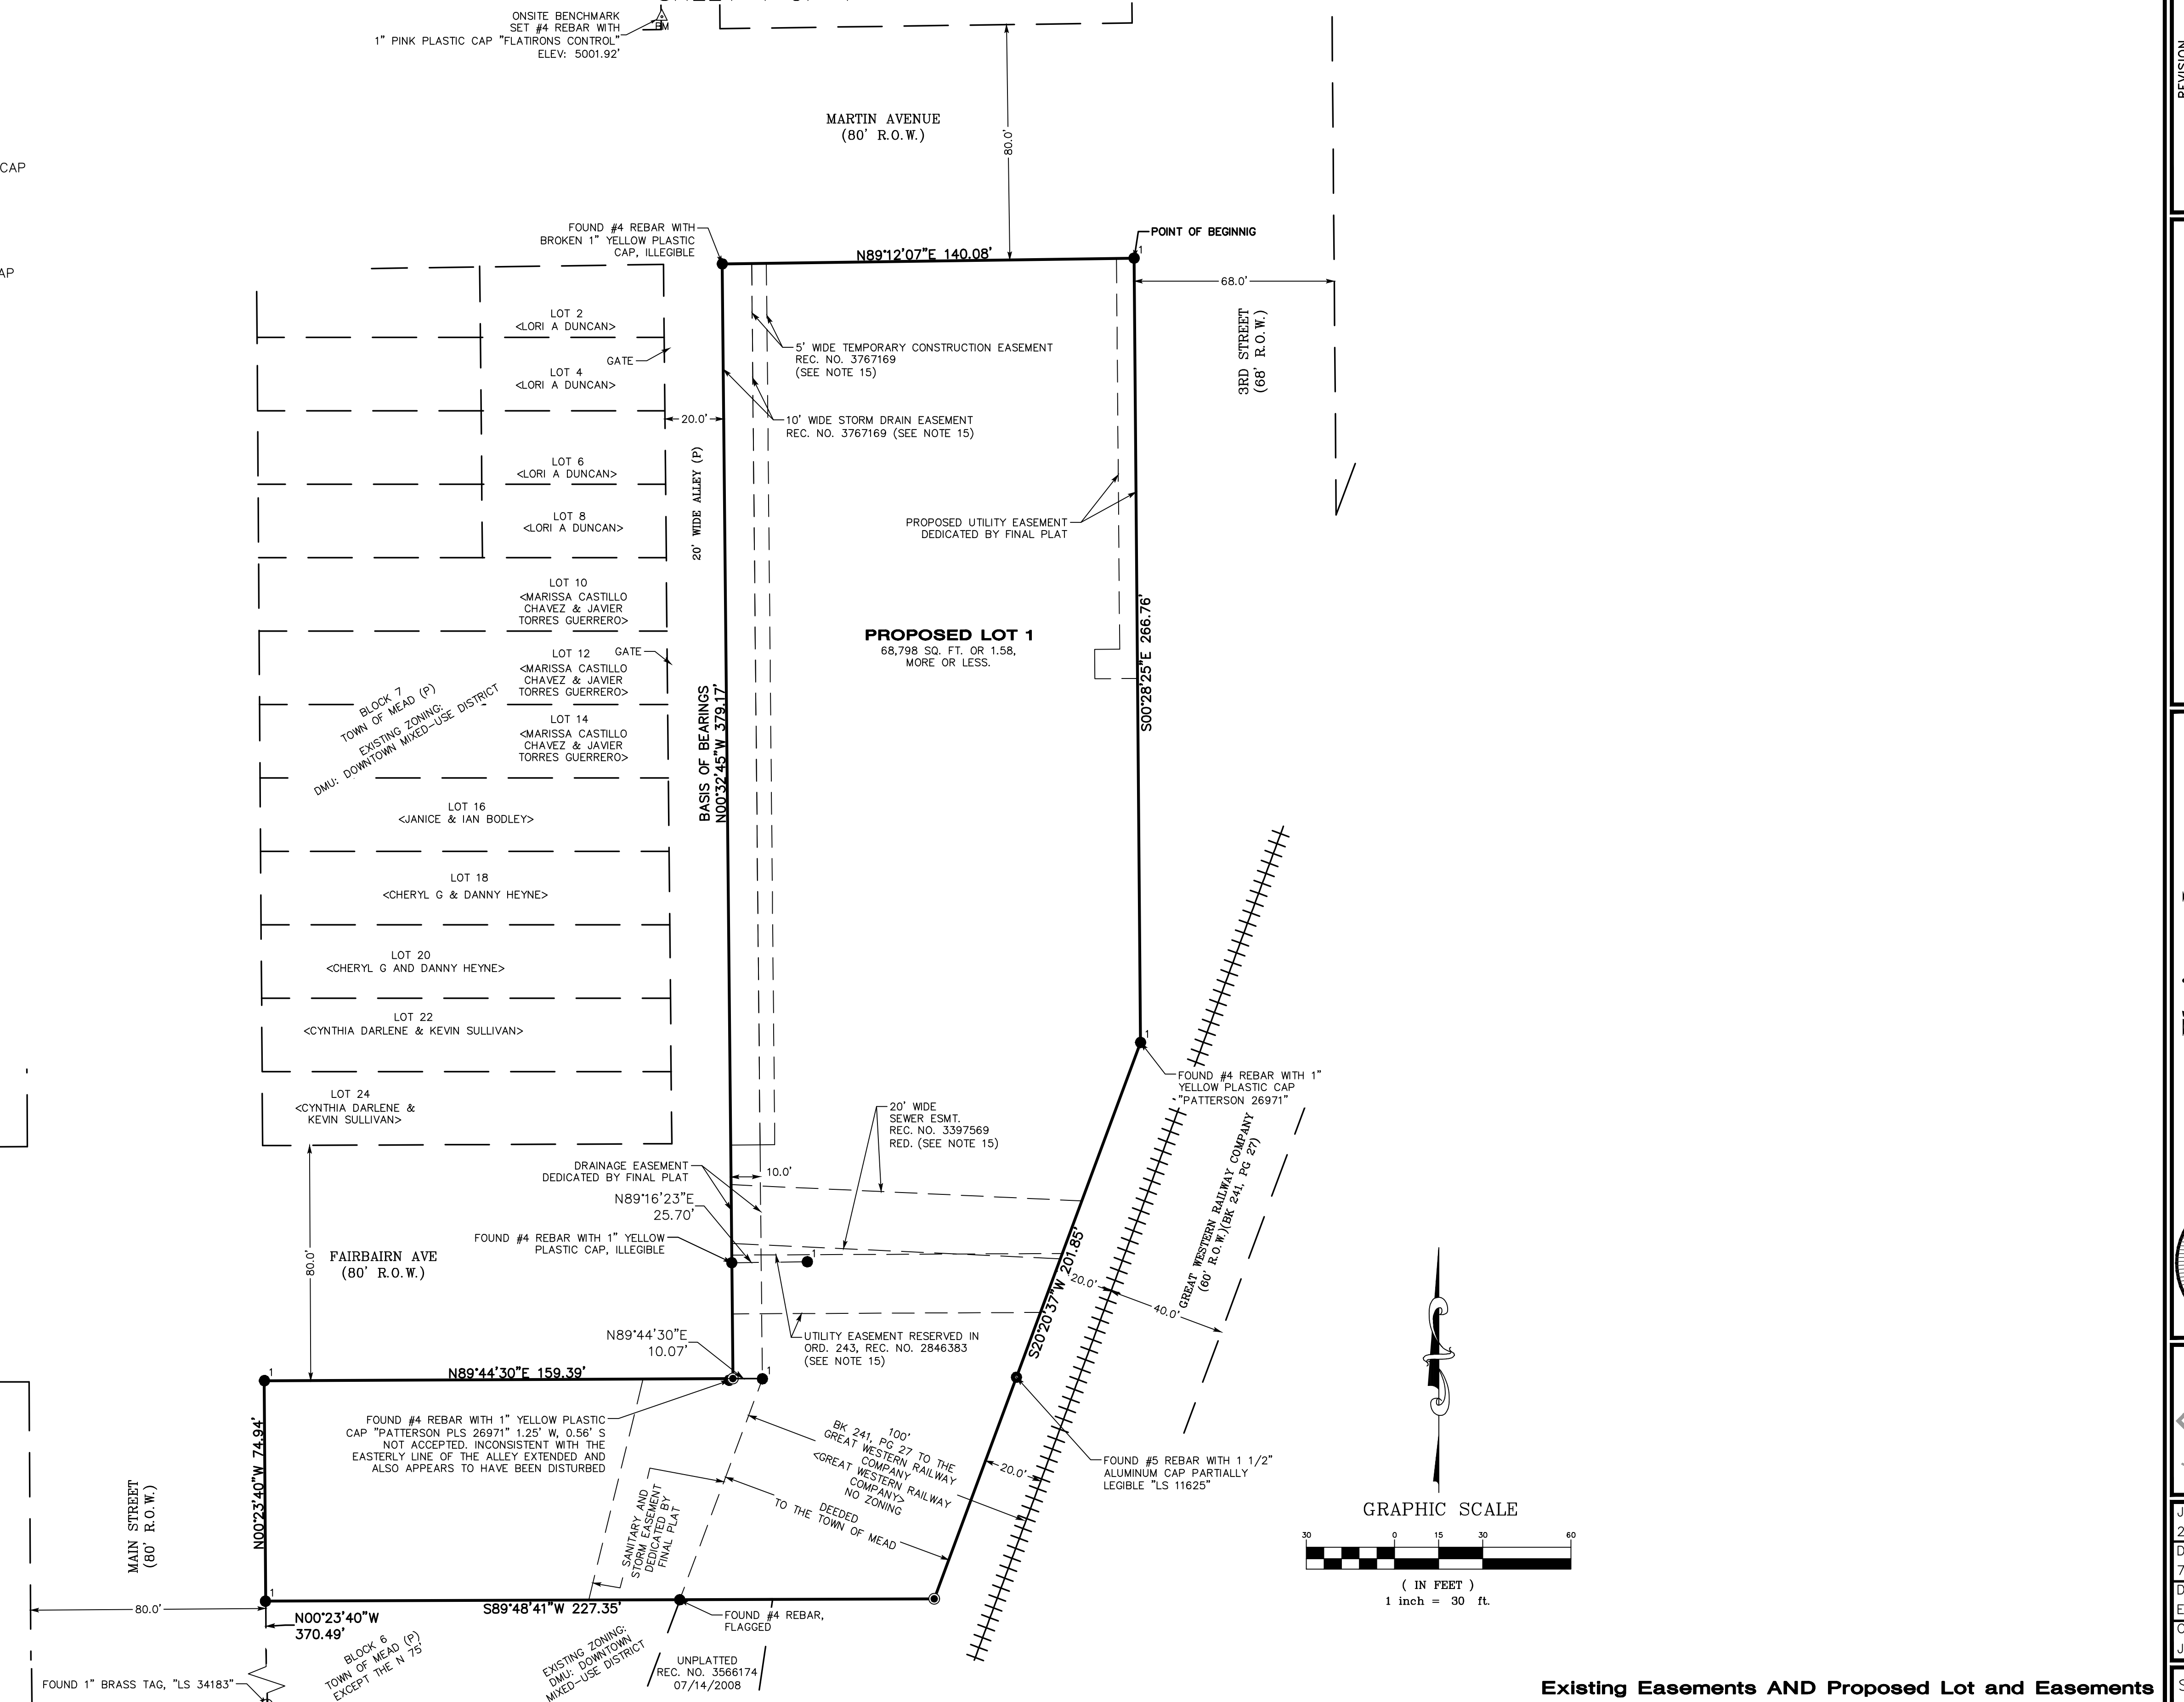 ONSITE BENCHMARK
SET #4 REBAR WITH
1" PINK PLASTIC CAP "FLATIRONS CONTROL"
ELEV: 5001.92'
BM
REVISION
MARTIN AVENUE
(80' R.O.W.)
80.0'
CAP
AP
FOUND #4 REBAR WITH
BROKEN 1" YELLOW PLASTIC
CAP, ILLEGIBLE
N89°12'07"E 140.08'
POINT OF BEGINNIG
1
68.0'
3RD STREET
(68' R.O.W.)
LOT 2
<LORI A DUNCAN>
GATE
LOT 4
<LORI A DUNCAN>
5' WIDE TEMPORARY CONSTRUCTION EASEMENT
REC. NO. 3767169
(SEE NOTE 15)
20.0'
10' WIDE STORM DRAIN EASEMENT
REC. NO. 3767169 (SEE NOTE 15)
LOT 6
<LORI A DUNCAN>
20' WIDE ALLEY (P)
LOT 8
<LORI A DUNCAN>
PROPOSED UTILITY EASEMENT
DEDICATED BY FINAL PLAT
LOT 10
<MARISSA CASTILLO
CHAVEZ & JAVIER
TORRES GUERRERO>
PROPOSED LOT 1
68,798 SQ. FT. OR 1.58,
MORE OR LESS.
S00°28'25"E 266.76'
LOT 12
GATE
<MARISSA CASTILLO
CHAVEZ & JAVIER
TORRES GUERRERO>
BLOCK 7
TOWN OF MEAD (P)
EXISTING ZONING:
DMU: DOWNTOWN MIXED-USE DISTRICT
LOT 14
<MARISSA CASTILLO
CHAVEZ & JAVIER
TORRES GUERRERO>
BASIS OF BEARINGS
N00°32'45"W 379.17'
LOT 16
<JANICE & IAN BODLEY>
LOT 18
<CHERYL G & DANNY HEYNE>
LOT 20
<CHERYL G AND DANNY HEYNE>
LOT 22
<CYNTHIA DARLENE & KEVIN SULLIVAN>
1
FOUND #4 REBAR WITH 1"
YELLOW PLASTIC CAP
"PATTERSON 26971"
LOT 24
<CYNTHIA DARLENE &
KEVIN SULLIVAN>
20' WIDE
SEWER ESMT.
REC. NO. 3397569
RED. (SEE NOTE 15)
GREAT WESTERN RAILWAY COMPANY
(60' R.O.W.)(BK 241, PG 27)
DRAINAGE EASEMENT
DEDICATED BY FINAL PLAT
10.0'
N89°16'23"E
25.70'
FOUND #4 REBAR WITH 1" YELLOW
PLASTIC CAP, ILLEGIBLE
1
S20°20'37"W 201.85'
20.0'
40.0'
80.0'
FAIRBAIRN AVE
(80' R.O.W.)
N89°44'30"E
10.07'
UTILITY EASEMENT RESERVED IN
ORD. 243, REC. NO. 2846383
(SEE NOTE 15)
1
N89°44'30"E 159.39'
1
FOUND #4 REBAR WITH 1" YELLOW PLASTIC
CAP "PATTERSON PLS 26971" 1.25' W, 0.56' S
NOT ACCEPTED. INCONSISTENT WITH THE
EASTERLY LINE OF THE ALLEY EXTENDED AND
ALSO APPEARS TO HAVE BEEN DISTURBED
100'
BK 241, PG 27 TO THE
GREAT WESTERN RAILWAY
COMPANY
<GREAT WESTERN RAILWAY
COMPANY>
NO ZONING
20.0'
FOUND #5 REBAR WITH 1 1/2"
ALUMINUM CAP PARTIALLY
LEGIBLE "LS 11625"
DEEDED
TO THE TOWN OF MEAD
SANITARY AND
STORM EASEMENT
DEDICATED BY
FINAL PLAT
N00°23'40"W 74.94'
MAIN STREET
(80' R.O.W.)
GRAPHIC SCALE
30 0 15 30 60
( IN FEET )
1 inch = 30 ft.
1
80.0'
S89°48'41"W 227.35'
N00°23'40"W
370.49'
FOUND #4 REBAR,
FLAGGED
BLOCK 6
TOWN OF MEAD (P)
EXCEPT THE N 75'
EXISTING ZONING:
DMU: DOWNTOWN
MIXED-USE DISTRICT
UNPLATTED
REC. NO. 3566174
07/14/2008
FOUND 1" BRASS TAG, "LS 34183"
Existing Easements AND Proposed Lot and Easements